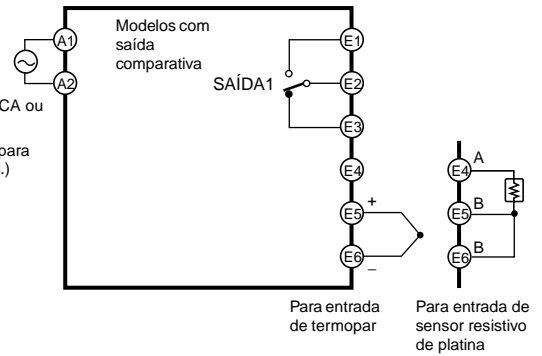 Modelos com
saída
comparativa
A1
A2
CA ou
para
.)
SAÍDA1
E1
E2
E3
E4
E5
E6
+
–
E4
E5
E6
A
B
B
Para entrada
de termopar
Para entrada de
sensor resistivo
de platina